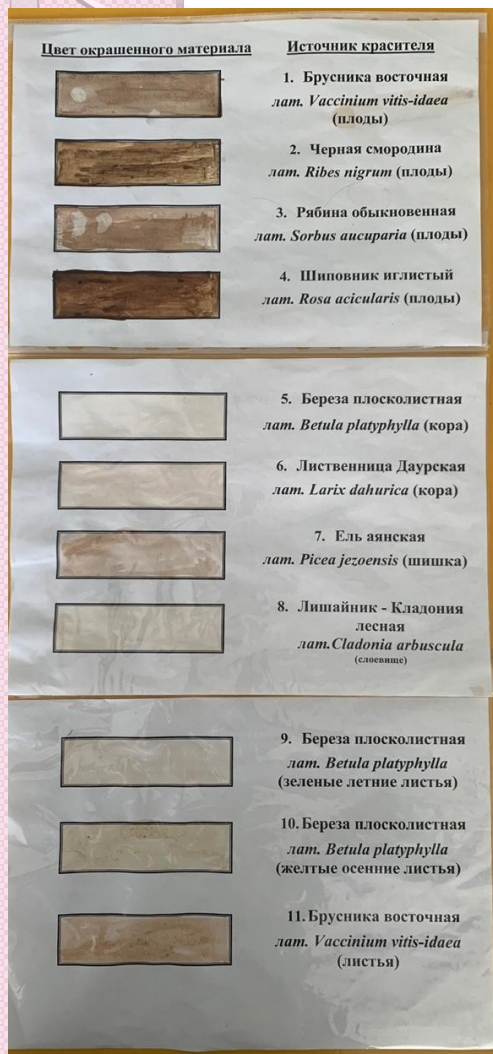 Цвет окрашенного материала
Источник красителя
1. Брусника восточная
лат. Vaccinium vitis-idaea
(плоды)
2. Черная смородина
лат. Ribes nigrum (плоды)
3. Рябина обыкновенная
лат. Sorbus aucuparia (плоды)
4. Шиповник иглистый
лат. Rosa acicularis (плоды)
5. Береза плосколистная
лат. Betula platyphylla (кора)
6. Лиственница Даурская
лат. Larix dahurica (кора)
7. Ель аянская
лат. Picea jezoensis (шишка)
8. Лишайник - Кладония
лесная
лат.Cladonia arbuscula
(слоевище)
9. Береза плосколистная
лат. Betula platyphylla
(зеленые летние листья)
10. Береза плосколистная
лат. Betula platyphylla
(желтые осенние листья)
11. Брусника восточная
лат. Vaccinium vitis-idaea
(листья)